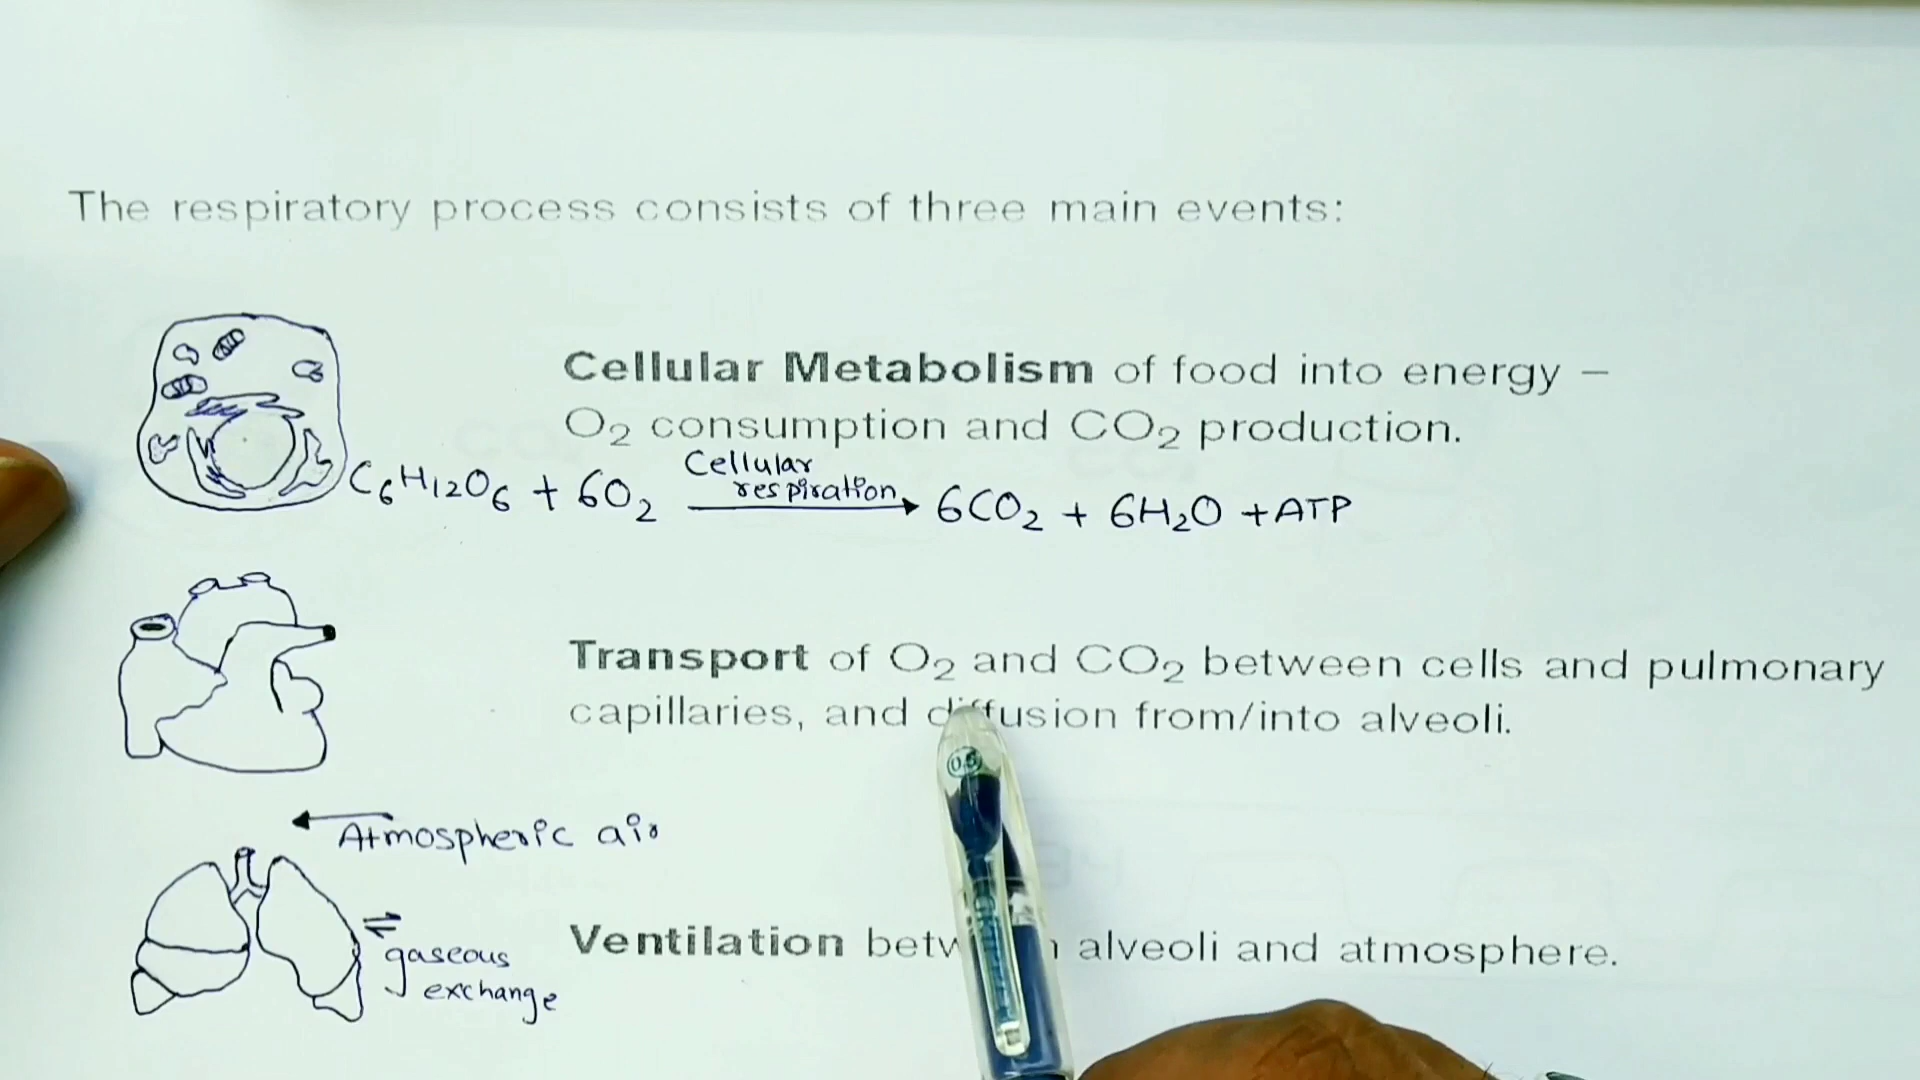 The respiratory process consists of three main events:
Cellular Metabolism of food into energy –
O₂ consumption and CO₂ production.
C₆H₁₂O₆ + 6O₂ Cellular respiration → 6CO₂ + 6H₂O + ATP
Transport of O₂ and CO₂ between cells and pulmonary
capillaries, and diffusion from/into alveoli.
Atmospheric air
Ventilation alveoli and atmosphere.
gaseous
exchange
0.5